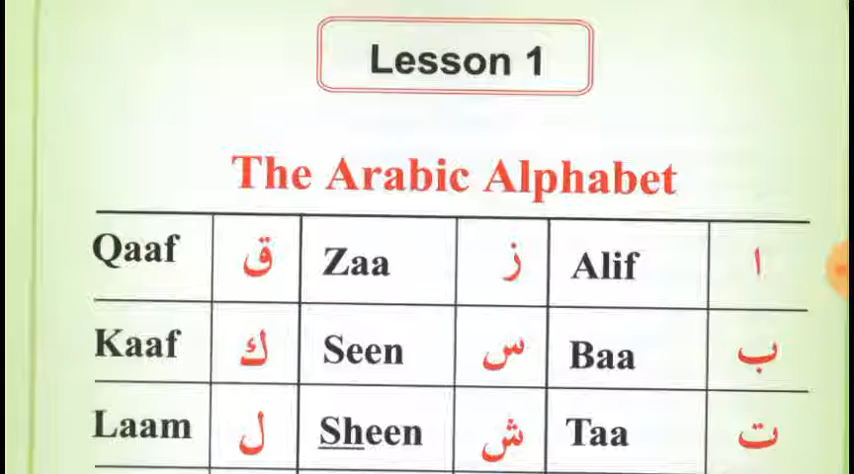 Lesson 1
The Arabic Alphabet
Qaaf ق Zaa ز Alif ا
Kaaf ك Seen س Baa ب
Laam ل Sheen ش Taa ت